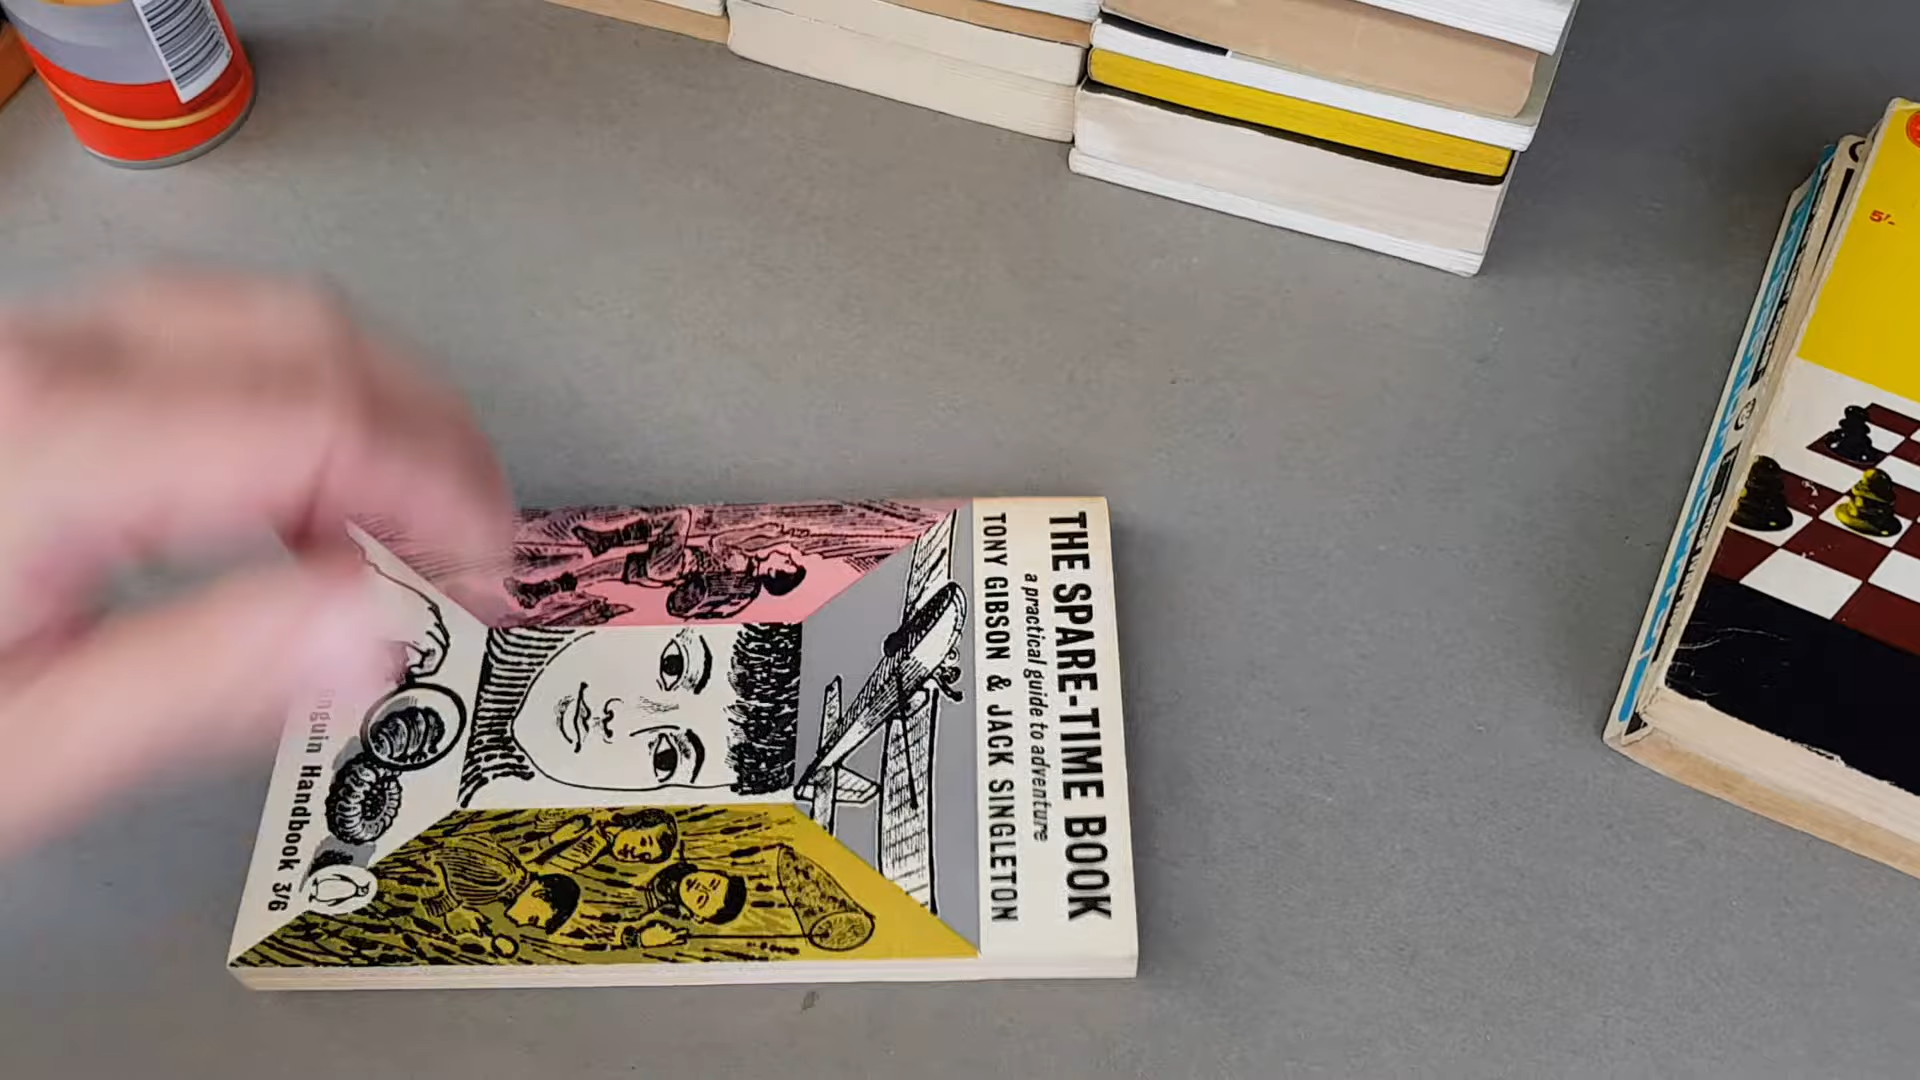 THE SPARE-TIME BOOK
a practical guide to adventure
TONY GIBSON & JACK SINGLETON
nguin Handbook 3/6
5/-